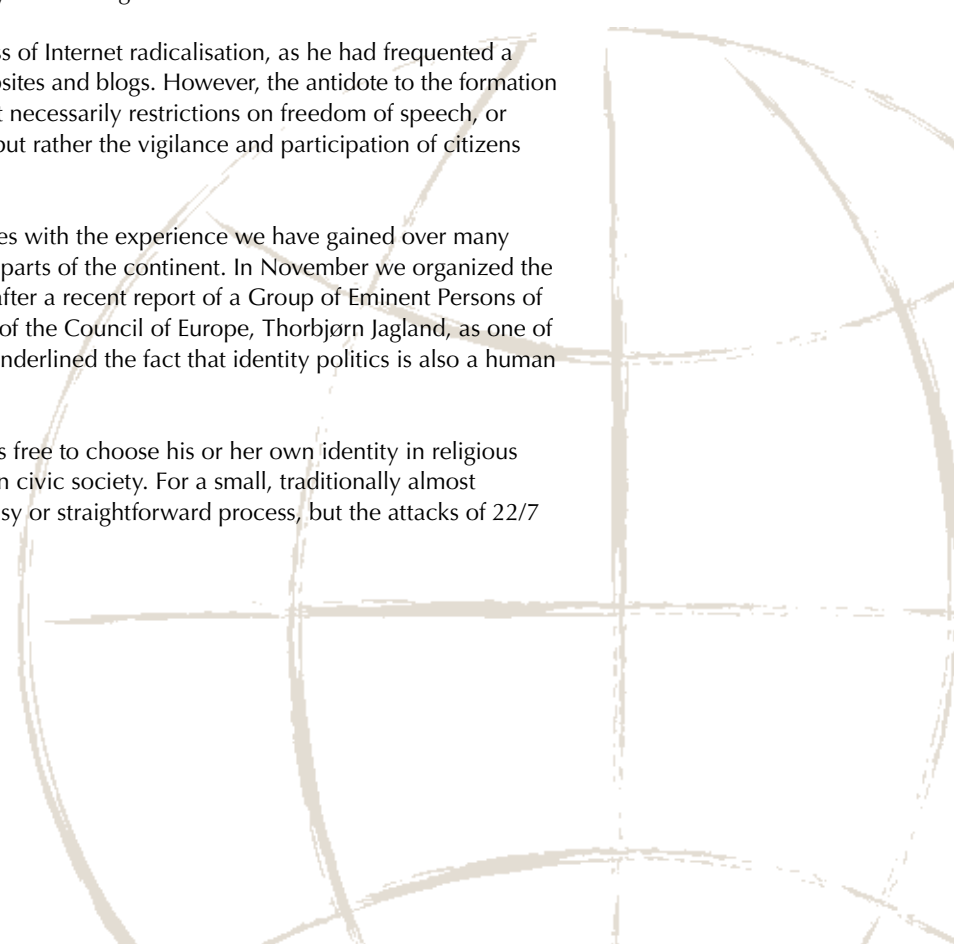 ss of Internet radicalisation, as he had frequented a
sites and blogs. However, the antidote to the formation
t necessarily restrictions on freedom of speech, or
but rather the vigilance and participation of citizens
es with the experience we have gained over many
parts of the continent. In November we organized the
after a recent report of a Group of Eminent Persons of
of the Council of Europe, Thorbjørn Jagland, as one of
nderlined the fact that identity politics is also a human
s free to choose his or her own identity in religious
n civic society. For a small, traditionally almost
sy or straightforward process, but the attacks of 22/7